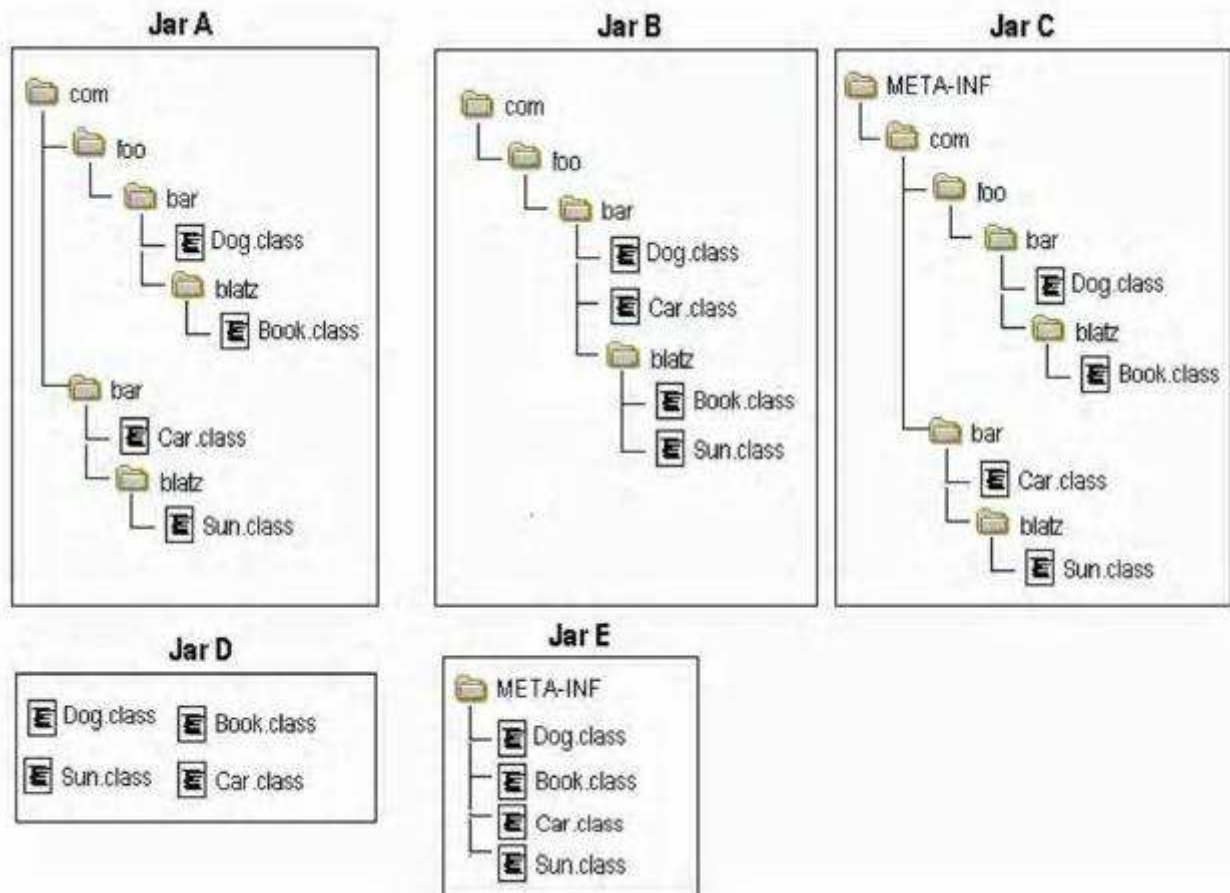 Jar A
com
foo
bar
Dog.class
blatz
Book.class
bar
Car.class
blatz
Sun.class
Jar B
com
foo
bar
Dog.class
Car.class
blatz
Book.class
Sun.class
Jar C
META-INF
com
foo
bar
Dog.class
blatz
Book.class
bar
Car.class
blatz
Sun.class
Jar D
Dog.class
Book.class
Sun.class
Car.class
Jar E
META-INF
Dog.class
Book.class
Car.class
Sun.class